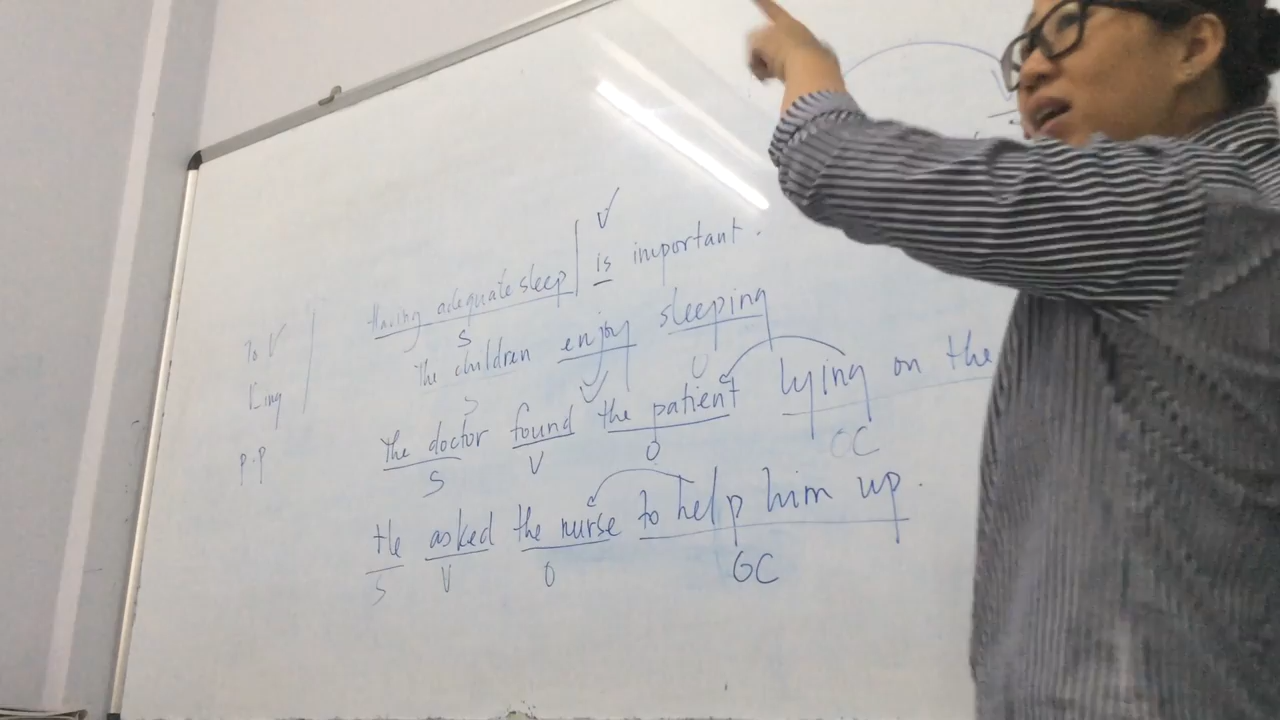 V
Having adequate sleep is important.
S
The children enjoy sleeping
S V O
The doctor found the patient lying on the
S V O OC
He asked the nurse to help him up.
S V O OC
To V
Ving
P.P